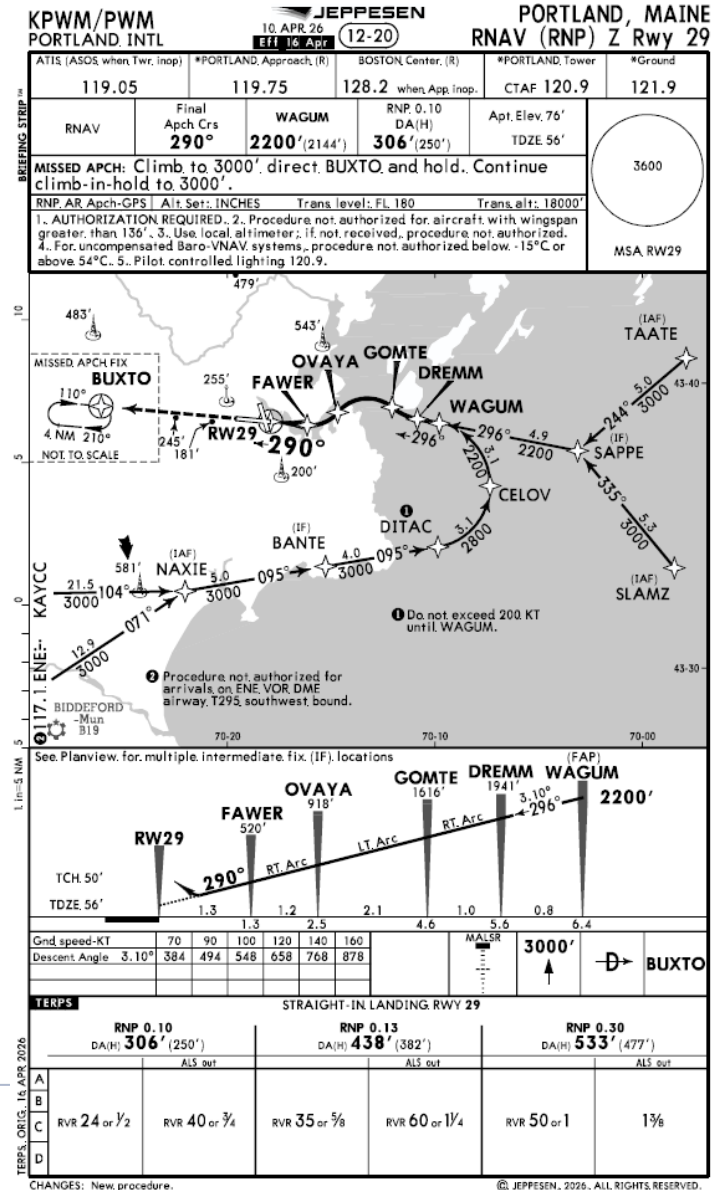 KPWM/PWM
PORTLAND INTL
JEPPESEN
10 APR 26
Eff 16 Apr
12-20
PORTLAND, MAINE
RNAV (RNP) Z Rwy 29
ATIS (ASOS when Twr inop)
119.05
*PORTLAND Approach (R)
119.75
BOSTON Center (R)
128.2 when App inop.
*PORTLAND Tower
CTAF 120.9
*Ground
121.9
BRIEFING STRIP™
RNAV
Final
Apch Crs
290°
WAGUM
2200'(2144')
RNP 0.10
DA(H)
306'(250')
Apt Elev 76'
TDZE 56'
3600
MSA RW29
MISSED APCH: Climb to 3000' direct BUXTO and hold. Continue
climb-in-hold to 3000'.
RNP AR Apch-GPS
Alt Set: INCHES
Trans level: FL 180
Trans alt: 18000'
1. AUTHORIZATION REQUIRED. 2. Procedure not authorized for aircraft with wingspan
greater than 136'. 3. Use local altimeter; if not received, procedure not authorized.
4. For uncompensated Baro-VNAV systems, procedure not authorized below -15°C or
above 54°C. 5. Pilot controlled lighting 120.9.
479'
483'
543'
255'
245'
181'
200'
581'
MISSED APCH FIX
BUXTO
110°
4 NM
210°
NOT TO SCALE
RW29
290°
FAWER
OVAYA
GOMTE
DREMM
WAGUM
296°
296°
4.9
2200
(IAF)
TAATE
5.0
244°
3000
(IF)
SAPPE
335°
5.3
3000
(IAF)
SLAMZ
43-40
43-30
3.1
2200
CELOV
3.1
2800
1
DITAC
095°
4.0
3000
(IF)
BANTE
095°
5.0
3000
(IAF)
NAXIE
KAYCC
21.5
3000
104°
071°
12.9
3000
2 117.1 ENE
1 Do not exceed 200 KT
until WAGUM.
2 Procedure not authorized for
arrivals on ENE VOR DME
airway T295 southwest bound.
BIDDEFORD
-Mun
B19
10
5
0
5
1 in=5 NM
70-20
70-10
70-00
See Planview for multiple intermediate fix (IF) locations
RW29
FAWER
520'
OVAYA
918'
GOMTE
1616'
DREMM
1941'
(FAP)
WAGUM
2200'
3.10°
296°
RT Arc
LT Arc
RT Arc
290°
TCH 50'
TDZE 56'
1.3
1.2
2.1
1.0
0.8
1.3
2.5
4.6
5.6
6.4
Gnd speed-KT 70 90 100 120 140 160
Descent Angle 3.10° 384 494 548 658 768 878
MALSR
3000'
D
BUXTO
TERPS
STRAIGHT-IN LANDING RWY 29
RNP 0.10
DA(H) 306'(250')
RNP 0.13
DA(H) 438'(382')
RNP 0.30
DA(H) 533'(477')
ALS out
ALS out
ALS out
A
B
C
D
RVR 24 or ½
RVR 40 or ¾
RVR 35 or ⅝
RVR 60 or 1¼
RVR 50 or 1
1⅜
TERPS. ORIG. 16 APR 2026
CHANGES: New procedure.
© JEPPESEN, 2026. ALL RIGHTS RESERVED.